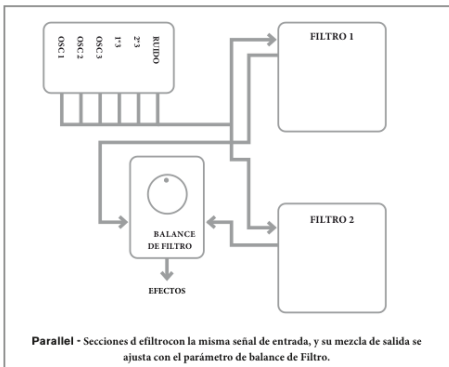 OSC 1
OSC 2
OSC 3
1*3
2*3
RUIDO
FILTRO 1
BALANCE
DE FILTRO
EFECTOS
FILTRO 2
Parallel - Secciones d efiltrocon la misma señal de entrada, y su mezcla de salida se
ajusta con el parámetro de balance de Filtro.